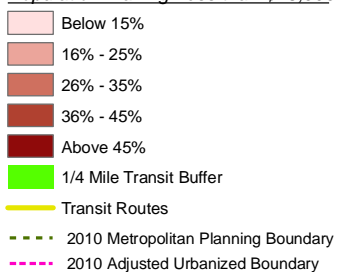 Below 15%
16% - 25%
26% - 35%
36% - 45%
Above 45%
1/4 Mile Transit Buffer
Transit Routes
2010 Metropolitan Planning Boundary
2010 Adjusted Urbanized Boundary